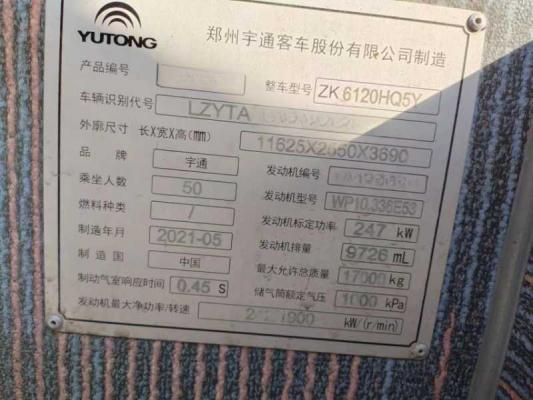 YUTONG 郑州宇通客车股份有限公司制造
产品编号 整车型号 ZK6120HQ5Y
车辆识别代号 LZYTA
外廓尺寸 长X宽X高(mm) 11625X2550X3690
品牌 宇通 发动机编号
乘坐人数 50 发动机型号 WP10.336E53
燃料种类 / 发动机标定功率 247 kW
制造年月 2021-05 发动机排量 9726 mL
制造国 中国 最大允许总质量 17000 kg
制动气室响应时间 0.45 S 储气筒额定气压 1000 kPa
发动机最大净功率/转速 1900 kW/(r/min)